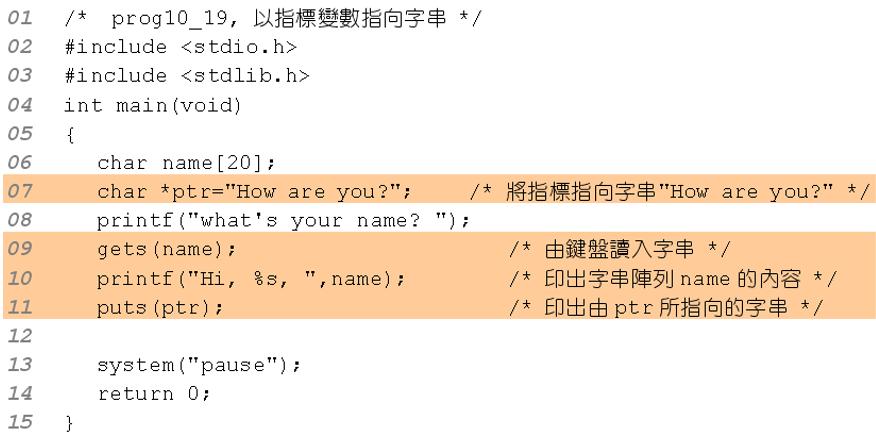 01 /*  prog10_19, 以指標變數指向字串 */
02 #include <stdio.h>
03 #include <stdlib.h>
04 int main(void)
05 {
06   char name[20];
07   char *ptr="How are you?";    /* 將指標指向字串"How are you?" */
08   printf("what's your name? ");
09   gets(name);                     /* 由鍵盤讀入字串 */
10   printf("Hi, %s, ",name);        /* 印出字串陣列 name 的內容 */
11   puts(ptr);                      /* 印出由 ptr 所指向的字串 */
12
13   system("pause");
14   return 0;
15 }